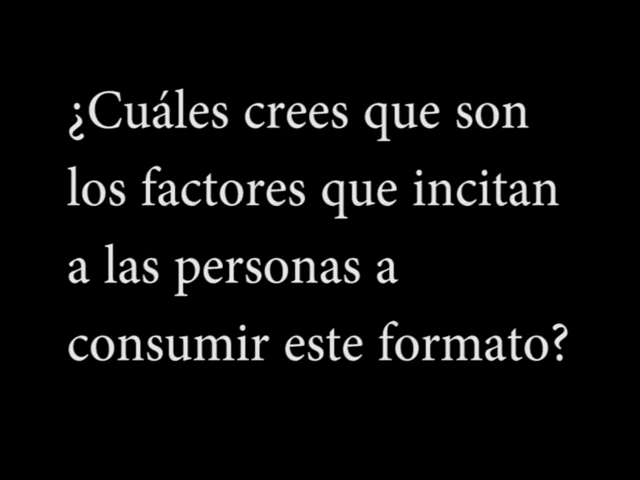 ¿Cuáles crees que son
los factores que incitan
a las personas a
consumir este formato?